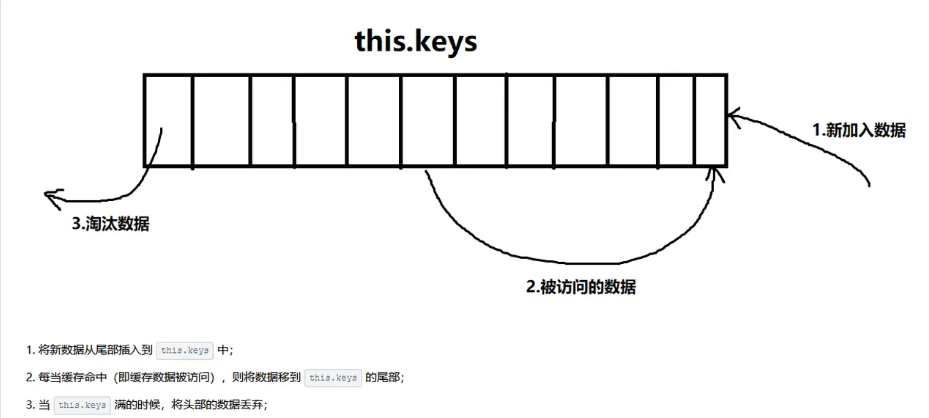 this.keys
1.新加入数据
3.淘汰数据
2.被访问的数据
1. 将新数据从尾部插入到 this.keys 中;
2. 每当缓存命中（即缓存数据被访问），则将数据移到 this.keys 的尾部;
3. 当 this.keys 满的时候，将头部的数据丢弃;